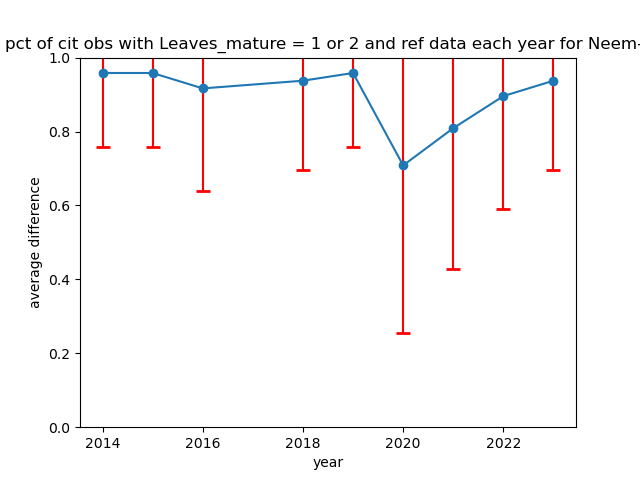 pct of cit obs with Leaves_mature = 1 or 2 and ref data each year for Neem-
1.0
0.8
0.6
0.4
0.2
0.0
average difference
2014 2016 2018 2020 2022
year